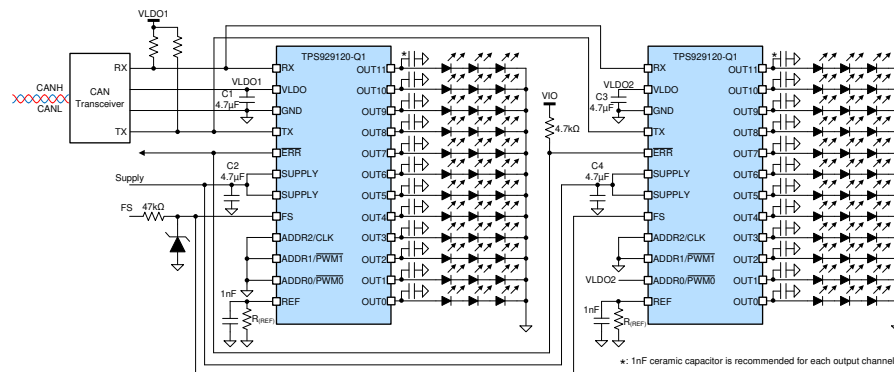 VLDO1
CAN
Transceiver
RX
TX
CANH
CANL
Supply
FS
47kΩ
VLDO1
C1
4.7µF
C2
4.7µF
1nF
R(REF)
TPS929120-Q1
RX
VLDO
GND
TX
ERR
SUPPLY
SUPPLY
FS
ADDR2/CLK
ADDR1/PWM1
ADDR0/PWM0
REF
OUT11
OUT10
OUT9
OUT8
OUT7
OUT6
OUT5
OUT4
OUT3
OUT2
OUT1
OUT0
*
VIO
4.7kΩ
VLDO2
C3
4.7µF
C4
4.7µF
VLDO2
1nF
R(REF)
TPS929120-Q1
RX
VLDO
GND
TX
ERR
SUPPLY
SUPPLY
FS
ADDR2/CLK
ADDR1/PWM1
ADDR0/PWM0
REF
OUT11
OUT10
OUT9
OUT8
OUT7
OUT6
OUT5
OUT4
OUT3
OUT2
OUT1
OUT0
*
*: 1nF ceramic capacitor is recommended for each output channel